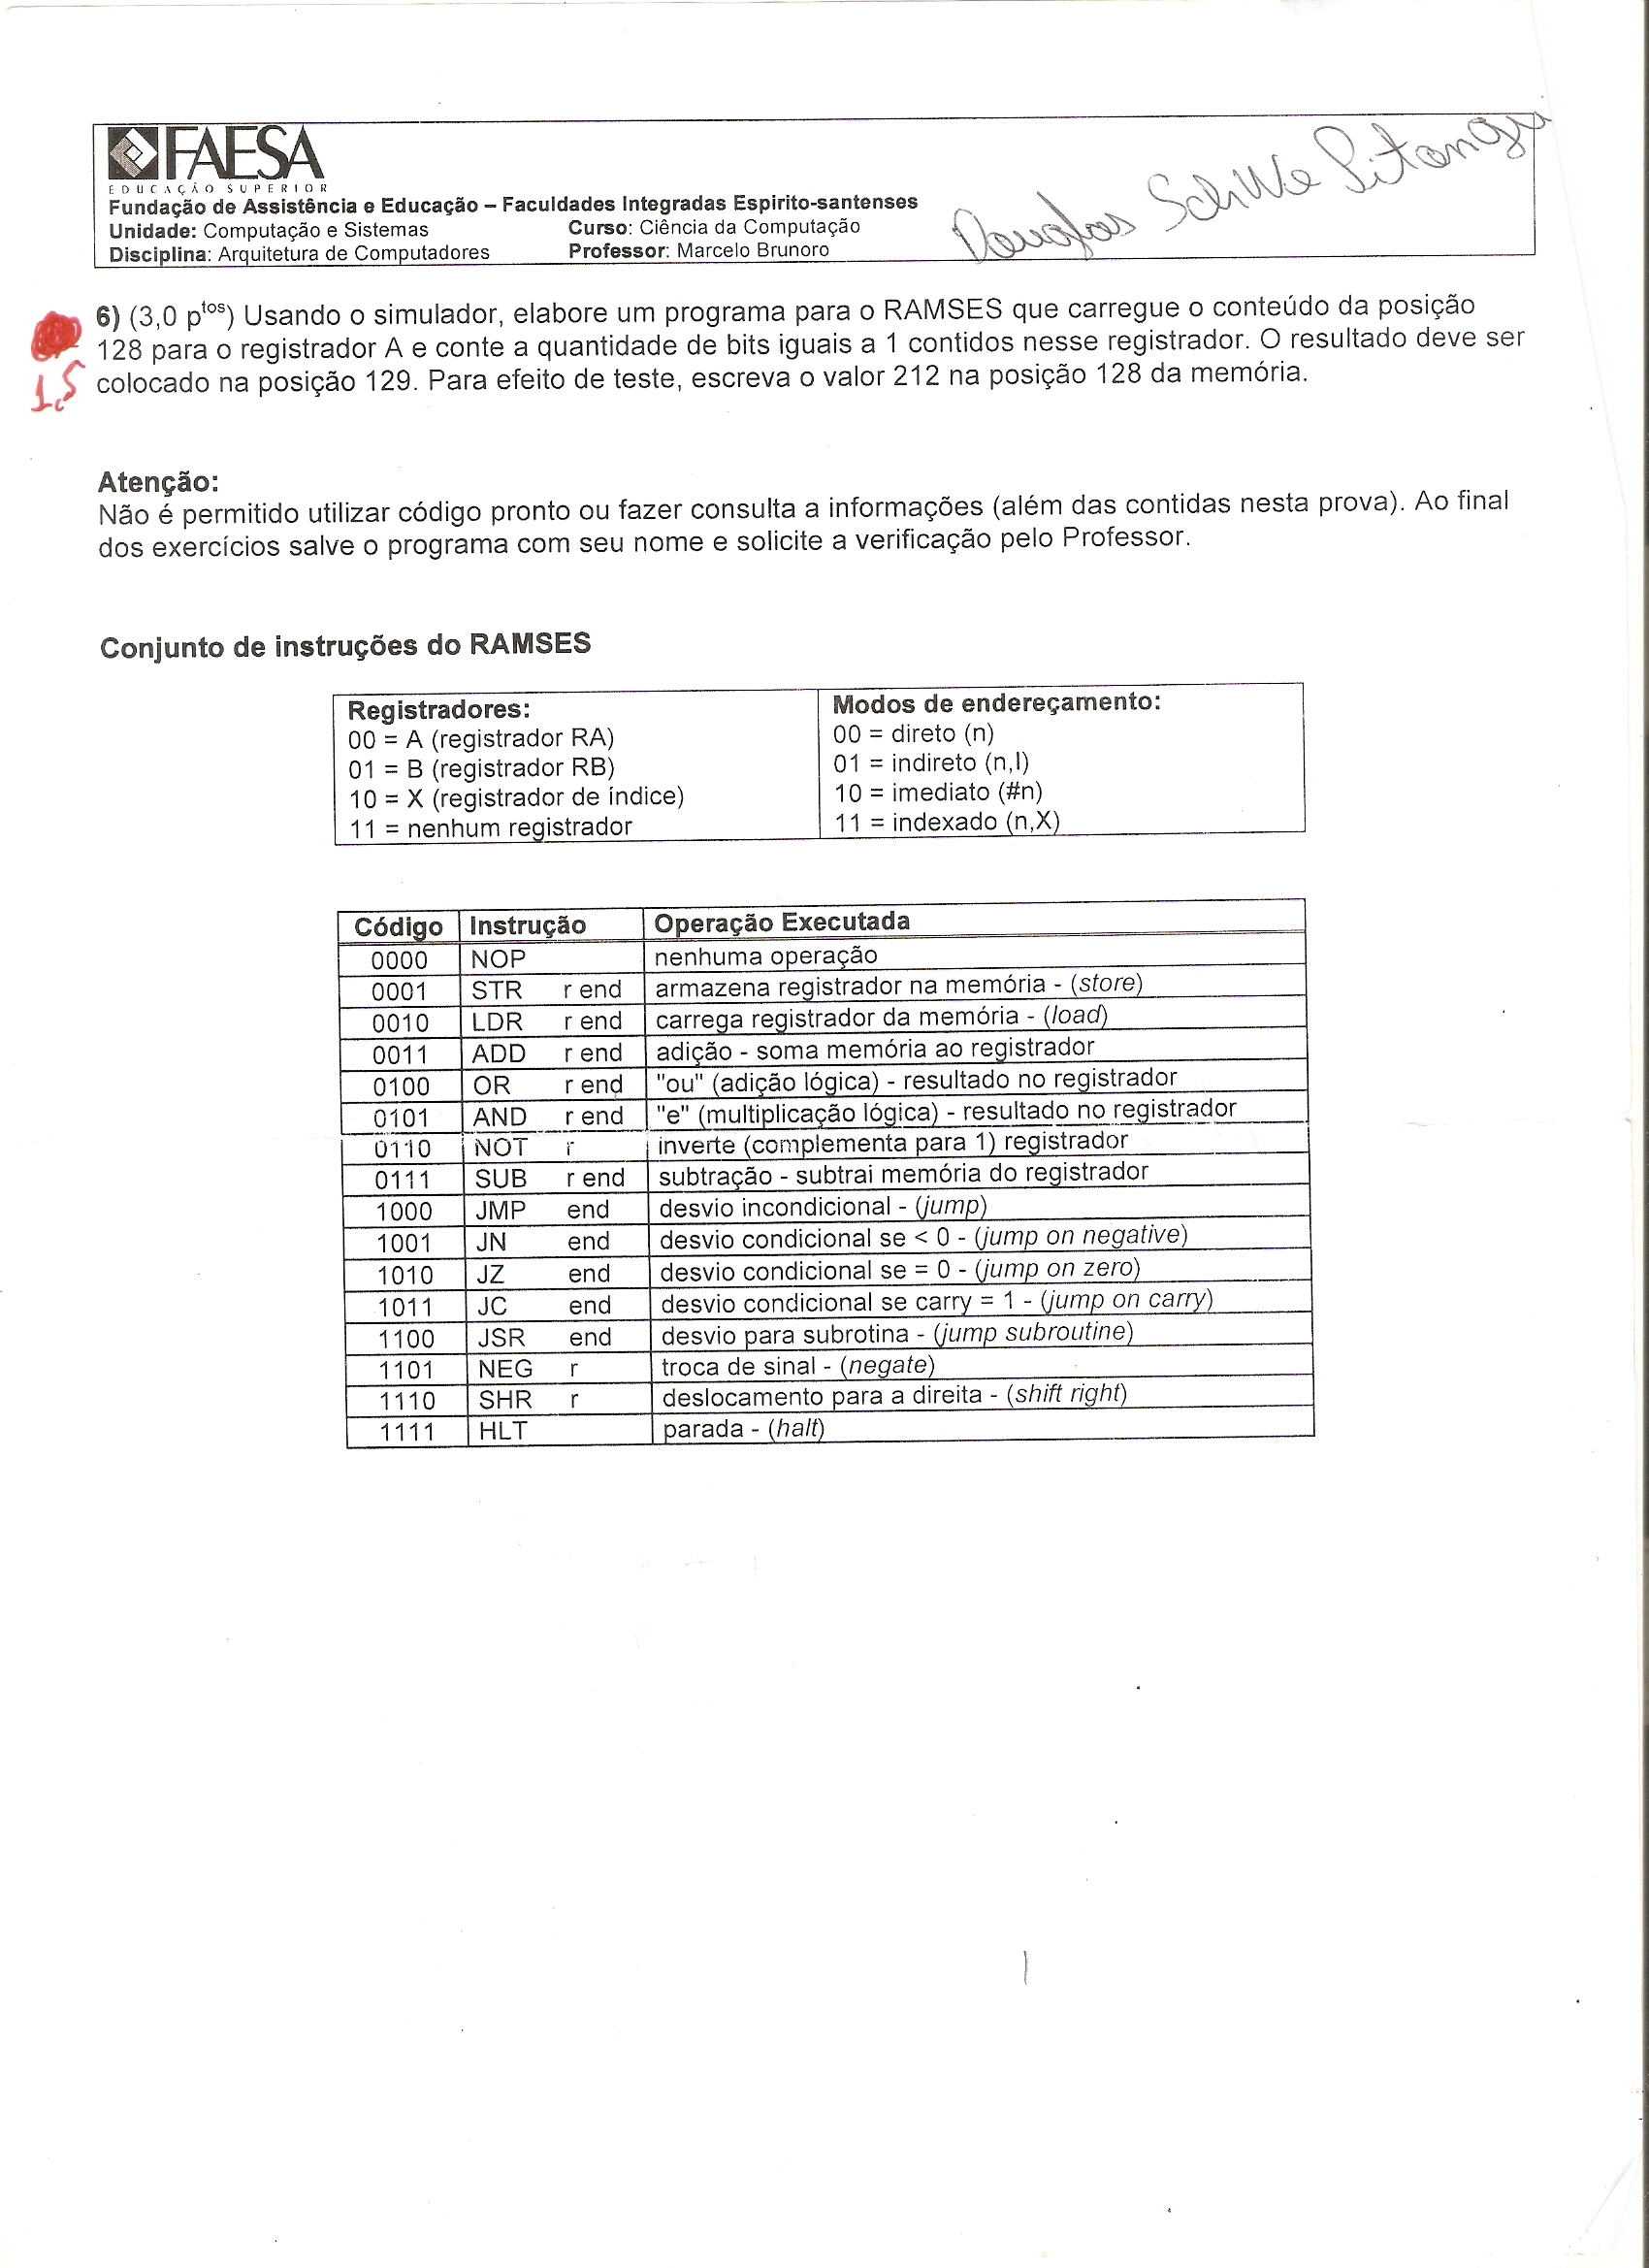 FAESA
EDUCAÇÃO SUPERIOR
Fundação de Assistência e Educação – Faculdades Integradas Espirito-santenses
Unidade: Computação e Sistemas Curso: Ciência da Computação
Disciplina: Arquitetura de Computadores Professor: Marcelo Brunoro
Douglas Schilve Pitanga
6) (3,0 ptos) Usando o simulador, elabore um programa para o RAMSES que carregue o conteúdo da posição
128 para o registrador A e conte a quantidade de bits iguais a 1 contidos nesse registrador. O resultado deve ser
1,5
colocado na posição 129. Para efeito de teste, escreva o valor 212 na posição 128 da memória.
Atenção:
Não é permitido utilizar código pronto ou fazer consulta a informações (além das contidas nesta prova). Ao final
dos exercícios salve o programa com seu nome e solicite a verificação pelo Professor.
Conjunto de instruções do RAMSES
Registradores:
00 = A (registrador RA)
01 = B (registrador RB)
10 = X (registrador de índice)
11 = nenhum registrador
Modos de endereçamento:
00 = direto (n)
01 = indireto (n,I)
10 = imediato (#n)
11 = indexado (n,X)
Código Instrução Operação Executada
0000 NOP nenhuma operação
0001 STR r end armazena registrador na memória - (store)
0010 LDR r end carrega registrador da memória - (load)
0011 ADD r end adição - soma memória ao registrador
0100 OR r end "ou" (adição lógica) - resultado no registrador
0101 AND r end "e" (multiplicação lógica) - resultado no registrador
0110 NOT r inverte (complementa para 1) registrador
0111 SUB r end subtração - subtrai memória do registrador
1000 JMP end desvio incondicional - (jump)
1001 JN end desvio condicional se < 0 - (jump on negative)
1010 JZ end desvio condicional se = 0 - (jump on zero)
1011 JC end desvio condicional se carry = 1 - (jump on carry)
1100 JSR end desvio para subrotina - (jump subroutine)
1101 NEG r troca de sinal - (negate)
1110 SHR r deslocamento para a direita - (shift right)
1111 HLT parada - (halt)